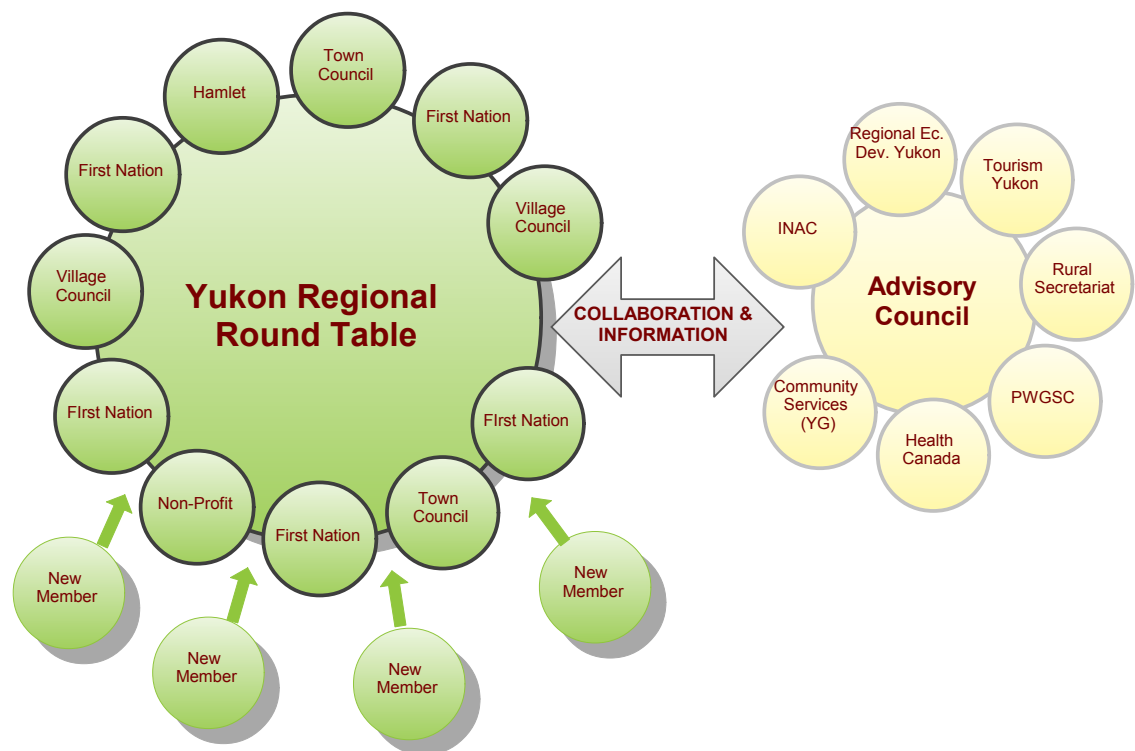 Town
Council
Hamlet
First Nation
First Nation
Village
Council
Village
Council
FIrst Nation
Non-Profit
First Nation
Town
Council
FIrst Nation
Yukon Regional
Round Table
New
Member
New
Member
New
Member
New
Member
COLLABORATION &
INFORMATION
Regional Ec.
Dev. Yukon
Tourism
Yukon
INAC
Rural
Secretariat
Advisory
Council
Community
Services
(YG)
PWGSC
Health
Canada